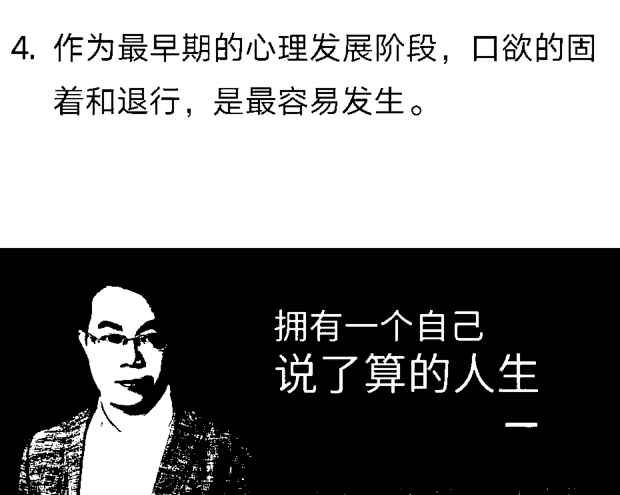 4. 作为最早期的心理发展阶段，口欲的固
着和退行，是最容易发生。
拥有一个自己
说了算的人生
—